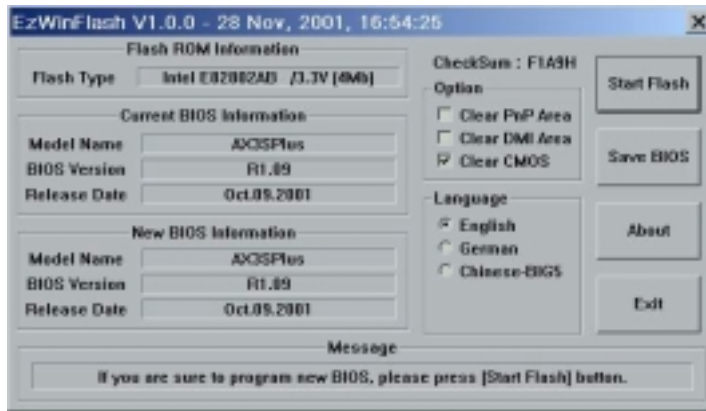 EzWinFlash V1.0.0 - 28 Nov, 2001, 16:54:25
Flash ROM Information
Flash Type Intel E82802AB /3.3V (4Mb)
Current BIOS Information
Model Name AX3SPlus
BIOS Version R1.09
Release Date Oct.09.2001
New BIOS Information
Model Name AX3SPlus
BIOS Version R1.09
Release Date Oct.09.2001
CheckSum : F1A9H
Option
Clear PnP Area
Clear DMI Area
Clear CMOS
Language
English
German
Chinese-BIG5
Start Flash
Save BIOS
About
Exit
Message
If you are sure to program new BIOS, please press [Start Flash] button.